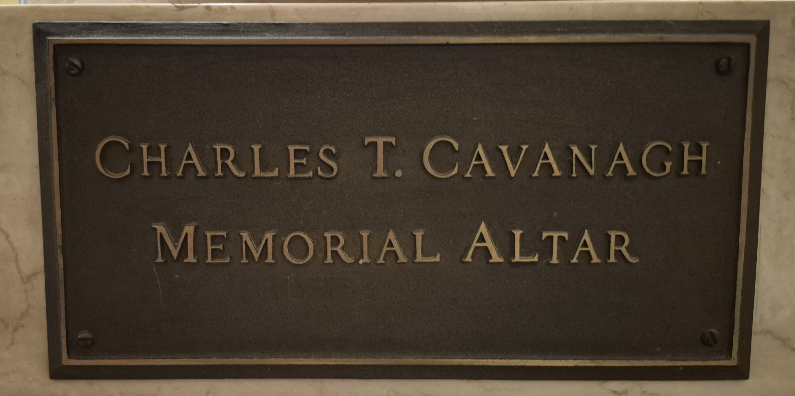 CHARLES T. CAVANAGH
MEMORIAL ALTAR